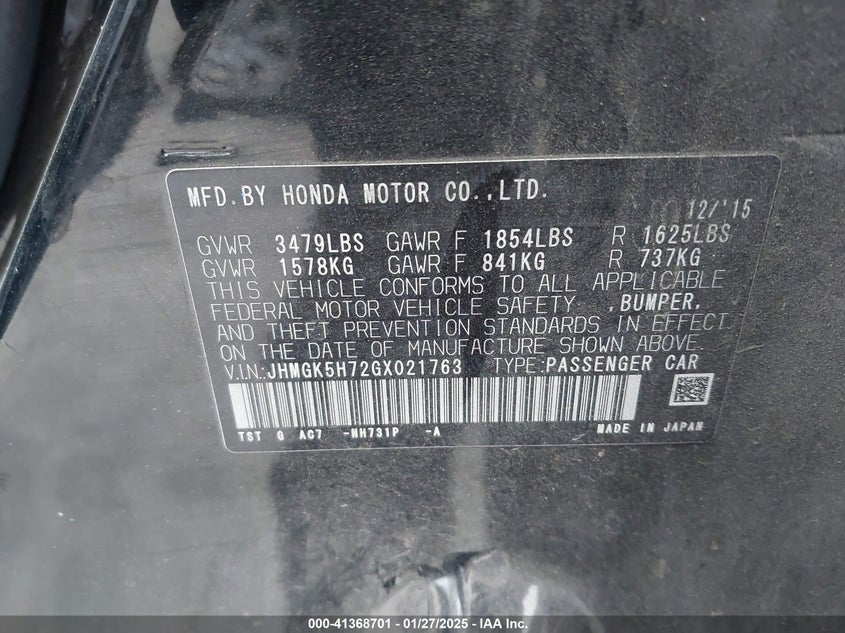 MFD.BY HONDA MOTOR CO.,LTD.
12/'15
GVWR 3479LBS GAWR F 1854LBS R 1625LBS
GVWR 1578KG GAWR F 841KG R 737KG
THIS VEHICLE CONFORMS TO ALL APPLICABLE
FEDERAL MOTOR VEHICLE SAFETY ,BUMPER,
AND THEFT PREVENTION STANDARDS IN EFFECT
ON THE DATE OF MANUFACTURE SHOWN ABOVE.
V.I.N:JHMGK5H72GX021763 TYPE:PASSENGER CAR
TST G AC7 -NH731P -A MADE IN JAPAN
000-41368701 - 01/27/2025 - IAA Inc.